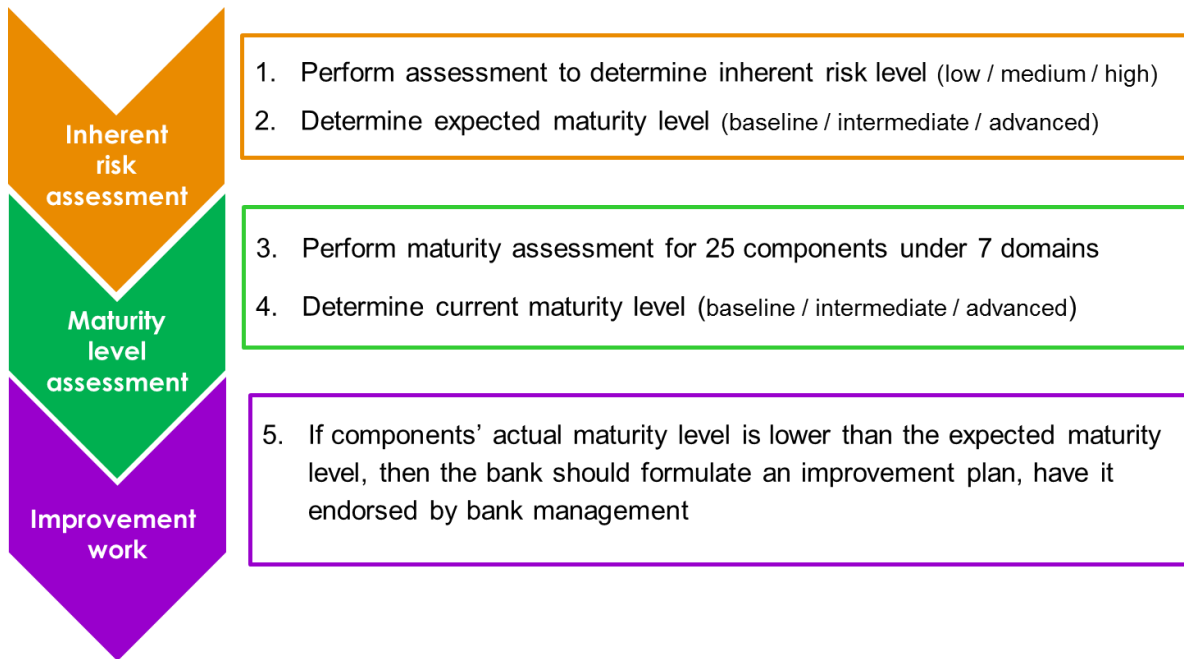 Inherent
risk
assessment
1. Perform assessment to determine inherent risk level (low / medium / high)
2. Determine expected maturity level (baseline / intermediate / advanced)
Maturity
level
assessment
3. Perform maturity assessment for 25 components under 7 domains
4. Determine current maturity level (baseline / intermediate / advanced)
Improvement
work
5. If components’ actual maturity level is lower than the expected maturity
level, then the bank should formulate an improvement plan, have it
endorsed by bank management